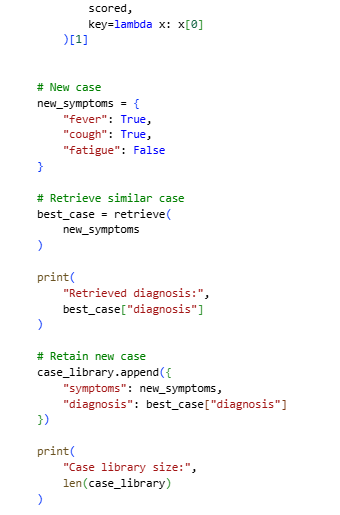 scored,
        key=lambda x: x[0]
    )[1]


# New case
new_symptoms = {
    "fever": True,
    "cough": True,
    "fatigue": False
}

# Retrieve similar case
best_case = retrieve(
    new_symptoms
)

print(
    "Retrieved diagnosis:",
    best_case["diagnosis"]
)

# Retain new case
case_library.append({
    "symptoms": new_symptoms,
    "diagnosis": best_case["diagnosis"]
})

print(
    "Case library size:",
    len(case_library)
)